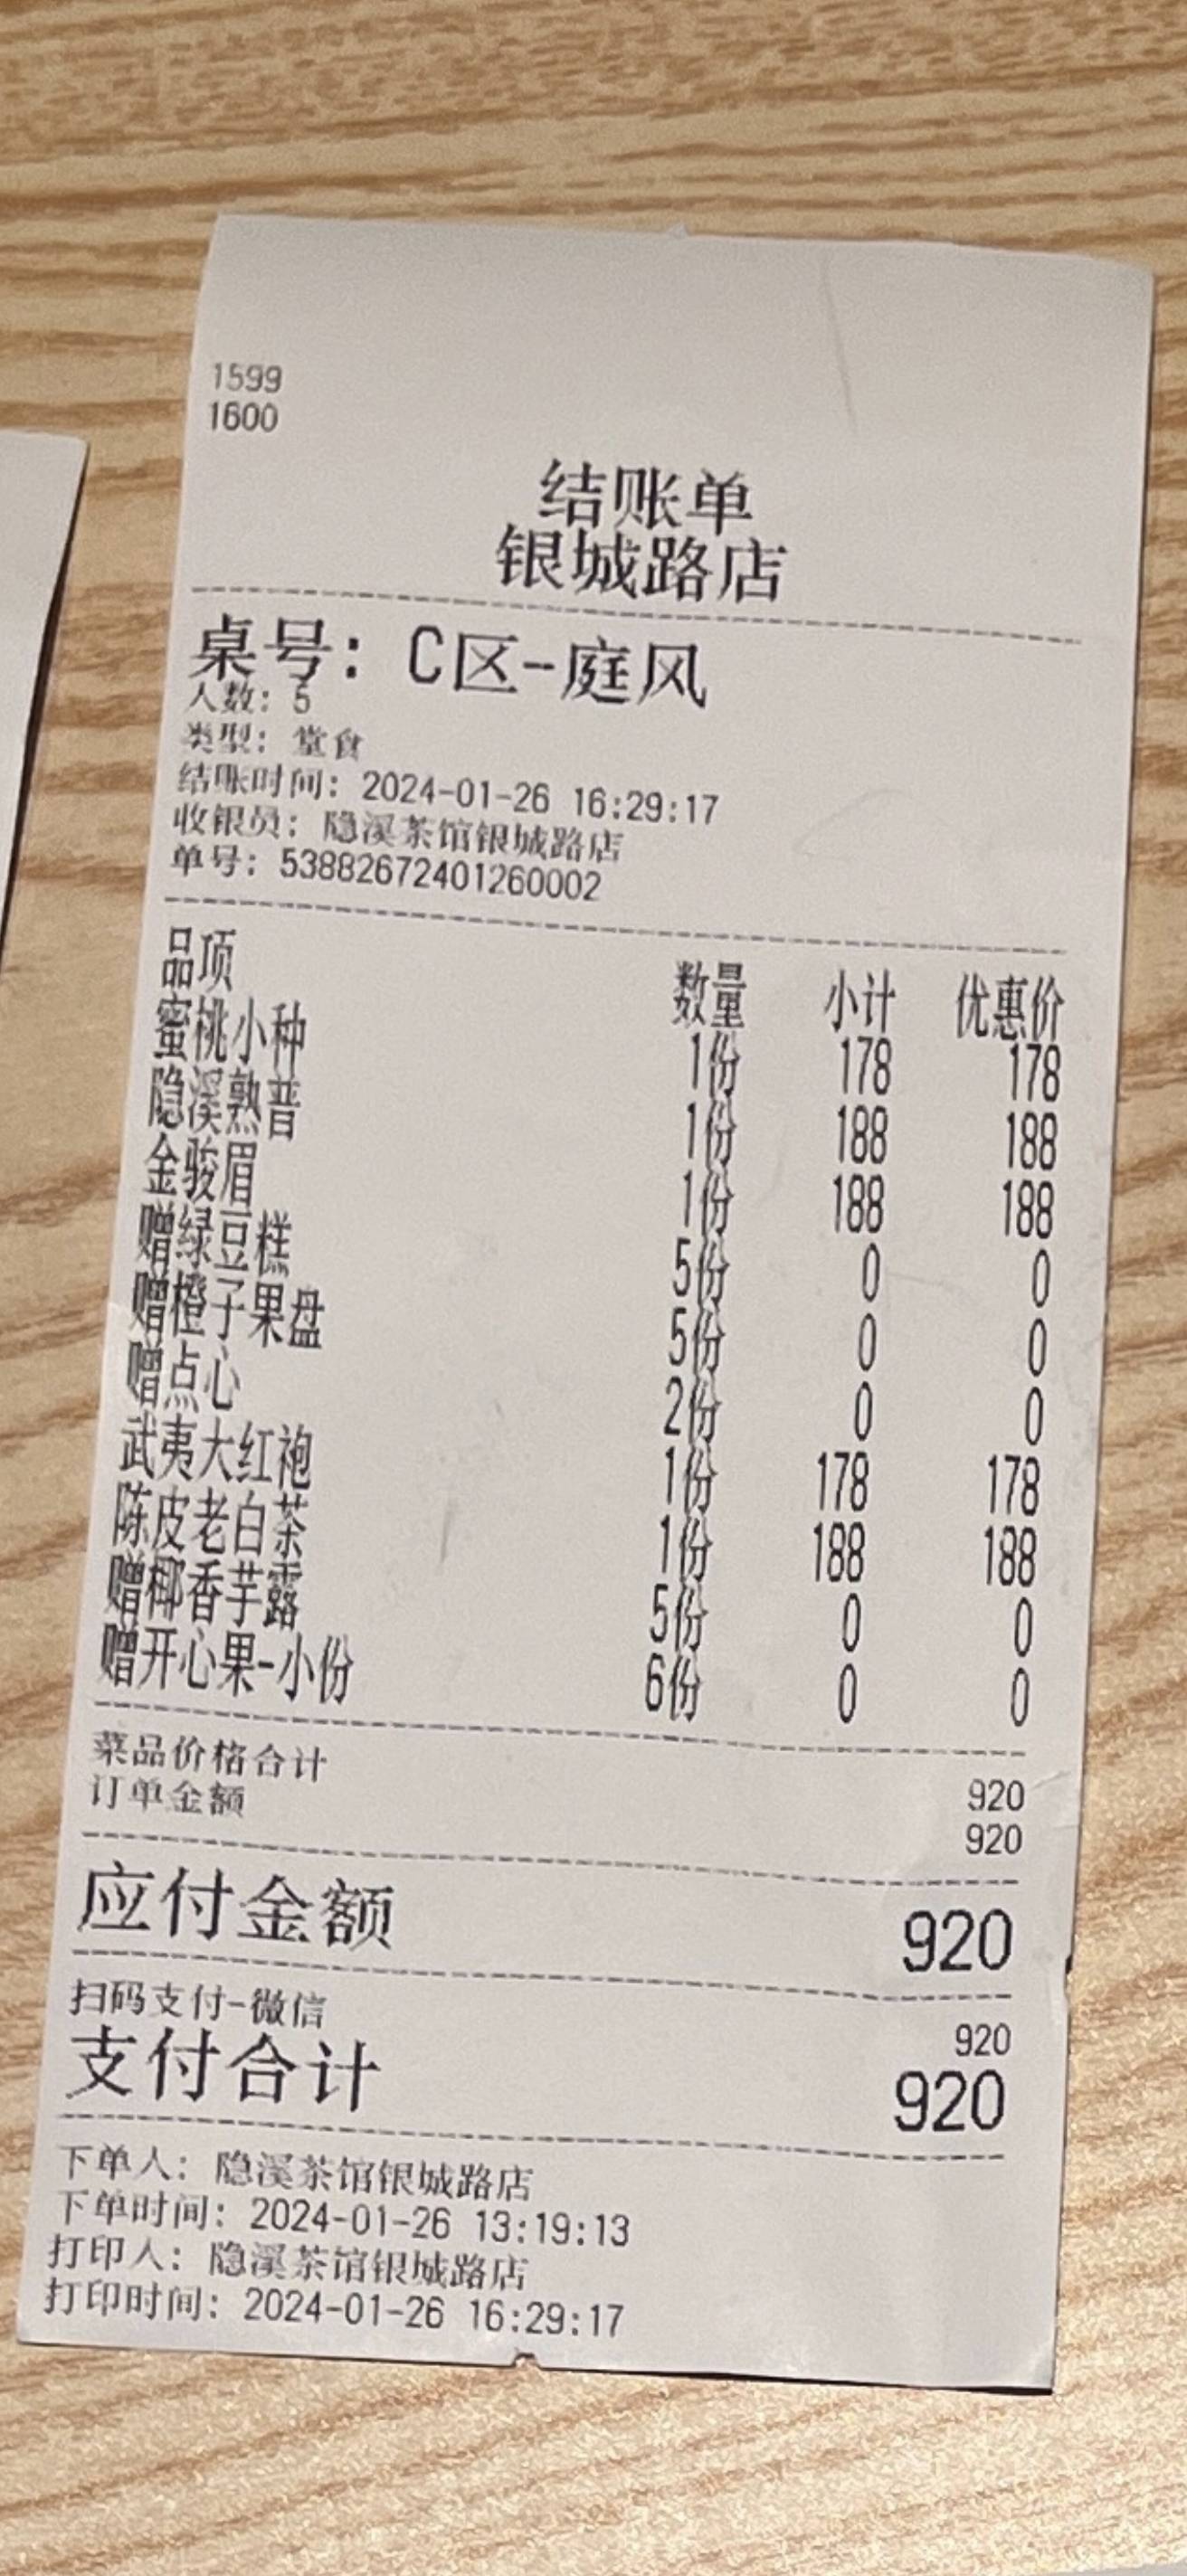 1599
1600
结账单
银城路店
桌号: C区-庭风
人数: 5
类型: 堂食
结账时间: 2024-01-26 16:29:17
收银员: 隐溪茶馆银城路店
单号: 53882672401260002
品项 数量 小计 优惠价
蜜桃小种 1份 178 178
隐溪熟普 1份 188 188
金骏眉 1份 188 188
赠绿豆糕 5份 0 0
赠橙子果盘 5份 0 0
赠点心 2份 0 0
武夷大红袍 1份 178 178
陈皮老白茶 1份 188 188
赠椰香芋露 5份 0 0
赠开心果-小份 6份 0 0
菜品价格合计 920
订单金额 920
应付金额 920
扫码支付-微信 920
支付合计 920
下单人: 隐溪茶馆银城路店
下单时间: 2024-01-26 13:19:13
打印人: 隐溪茶馆银城路店
打印时间: 2024-01-26 16:29:17